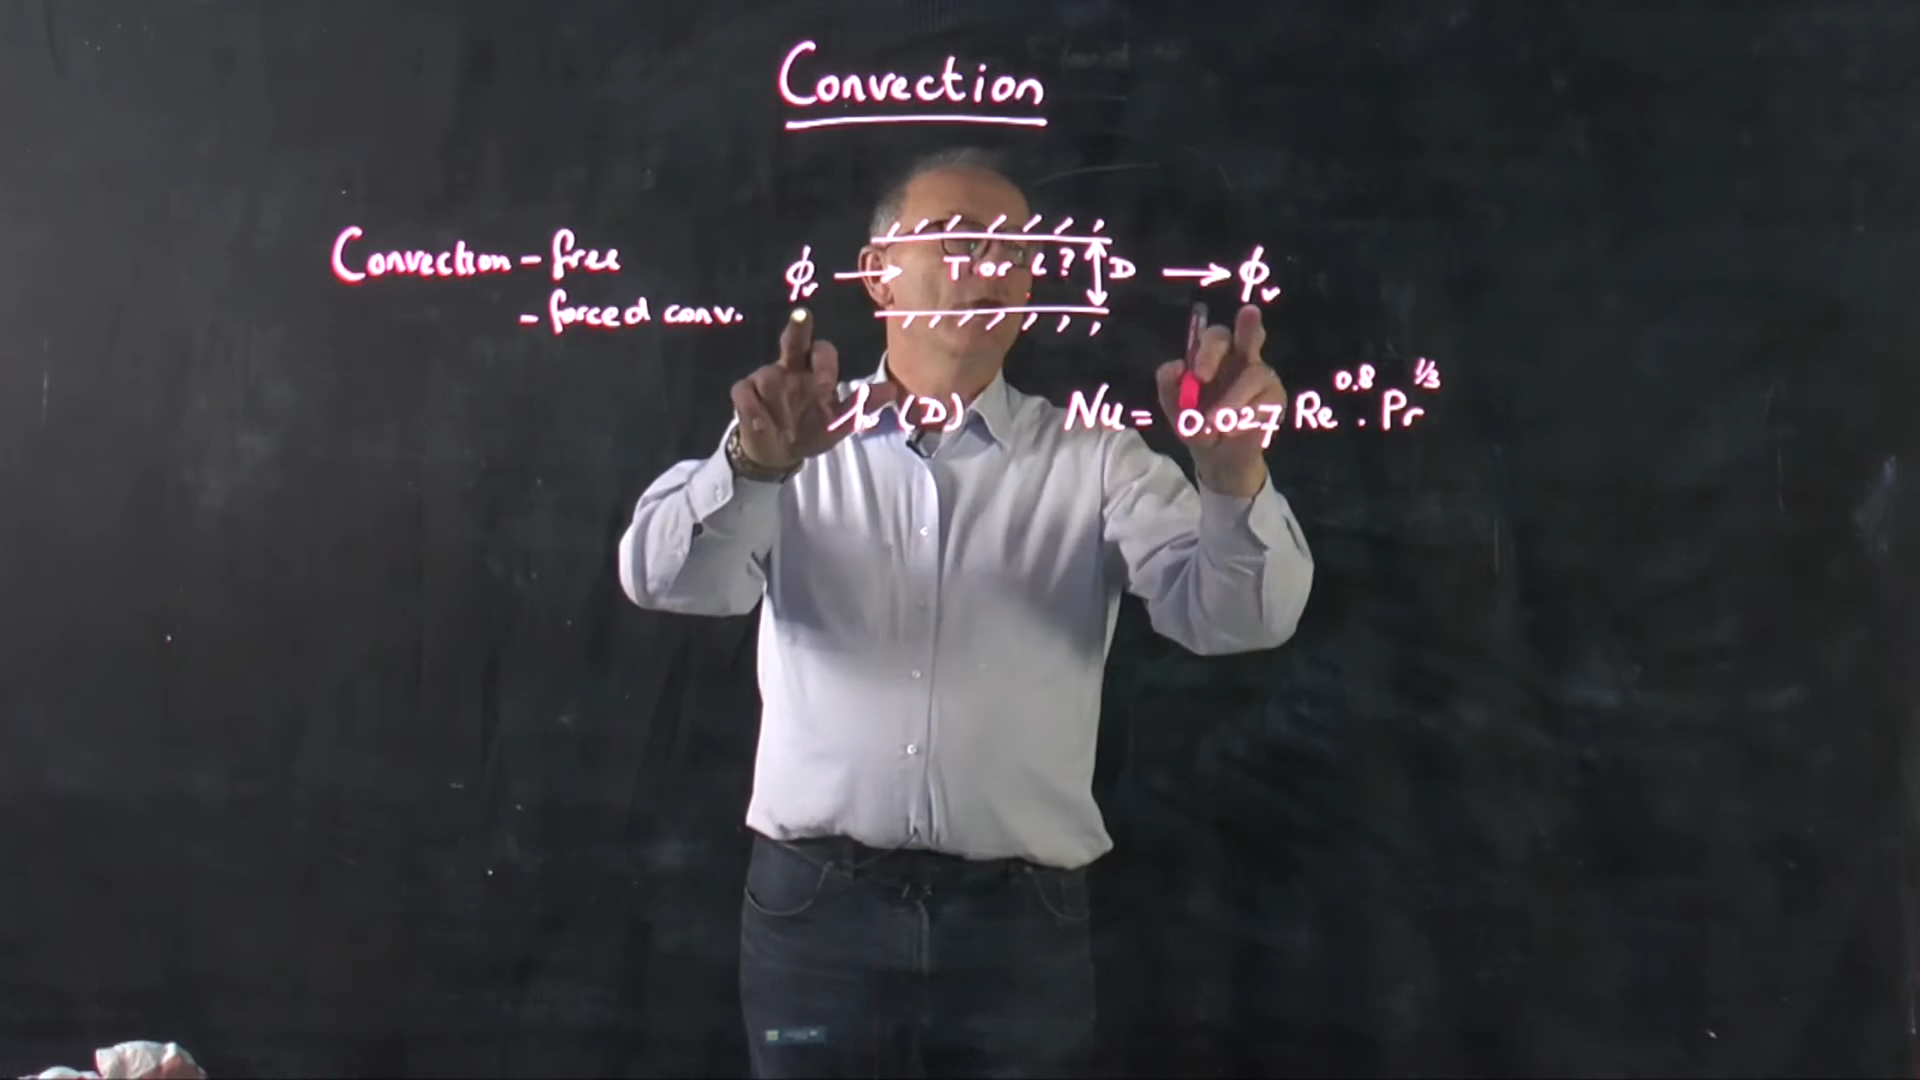 Convection
Convection - free
- forced conv.
ϕv → T or L? D → ϕv
h (D)
Nu = 0.027 Re^0.8 . Pr^1/3